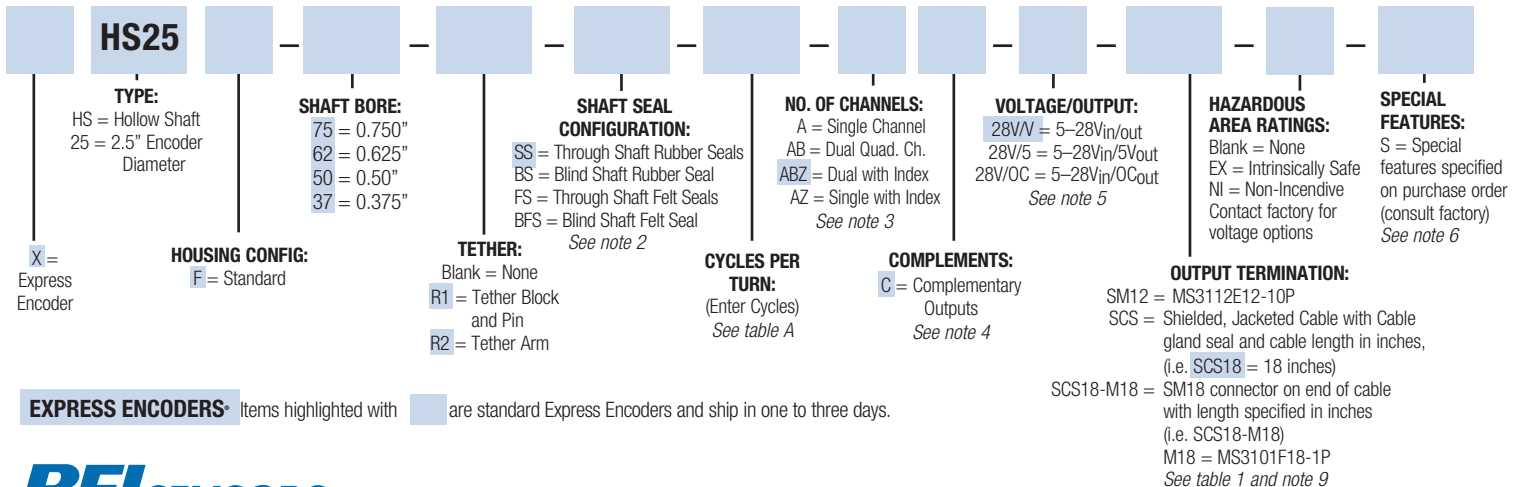 HS25
– – – – – – – – –
TYPE:
HS = Hollow Shaft
25 = 2.5" Encoder
Diameter
SHAFT BORE:
75 = 0.750"
62 = 0.625"
50 = 0.50"
37 = 0.375"
SHAFT SEAL
CONFIGURATION:
SS = Through Shaft Rubber Seals
BS = Blind Shaft Rubber Seal
FS = Through Shaft Felt Seals
BFS = Blind Shaft Felt Seal
See note 2
NO. OF CHANNELS:
A = Single Channel
AB = Dual Quad. Ch.
ABZ = Dual with Index
AZ = Single with Index
See note 3
VOLTAGE/OUTPUT:
28V/V = 5–28Vin/out
28V/5 = 5–28Vin/5Vout
28V/OC = 5–28Vin/OCout
See note 5
HAZARDOUS
AREA RATINGS:
Blank = None
EX = Intrinsically Safe
NI = Non-Incendive
Contact factory for
voltage options
SPECIAL
FEATURES:
S = Special
features specified
on purchase order
(consult factory)
See note 6
X =
Express
Encoder
HOUSING CONFIG:
F = Standard
TETHER:
Blank = None
R1 = Tether Block
and Pin
R2 = Tether Arm
CYCLES PER
TURN:
(Enter Cycles)
See table A
COMPLEMENTS:
C = Complementary
Outputs
See note 4
OUTPUT TERMINATION:
SM12 = MS3112E12-10P
SCS = Shielded, Jacketed Cable with Cable
gland seal and cable length in inches,
(i.e. SCS18 = 18 inches)
SCS18-M18 = SM18 connector on end of cable
with length specified in inches
(i.e. SCS18-M18)
M18 = MS3101F18-1P
See table 1 and note 9
EXPRESS ENCODERS® Items highlighted with are standard Express Encoders and ship in one to three days.
BEI SENSORS